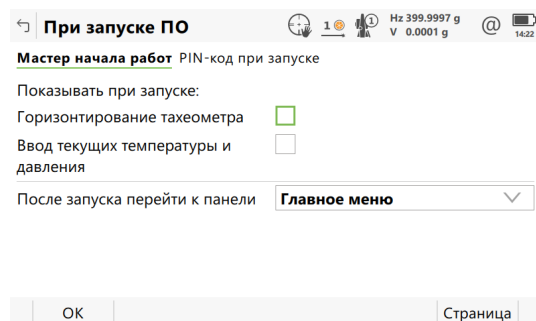 При запуске ПО
1
1
Hz 399.9997 g
V 0.0001 g
@
14:22
Мастер начала работ PIN-код при запуске
Показывать при запуске:
Горизонтирование тахеометра
Ввод текущих температуры и
давления
После запуска перейти к панели Главное меню
OK Страница